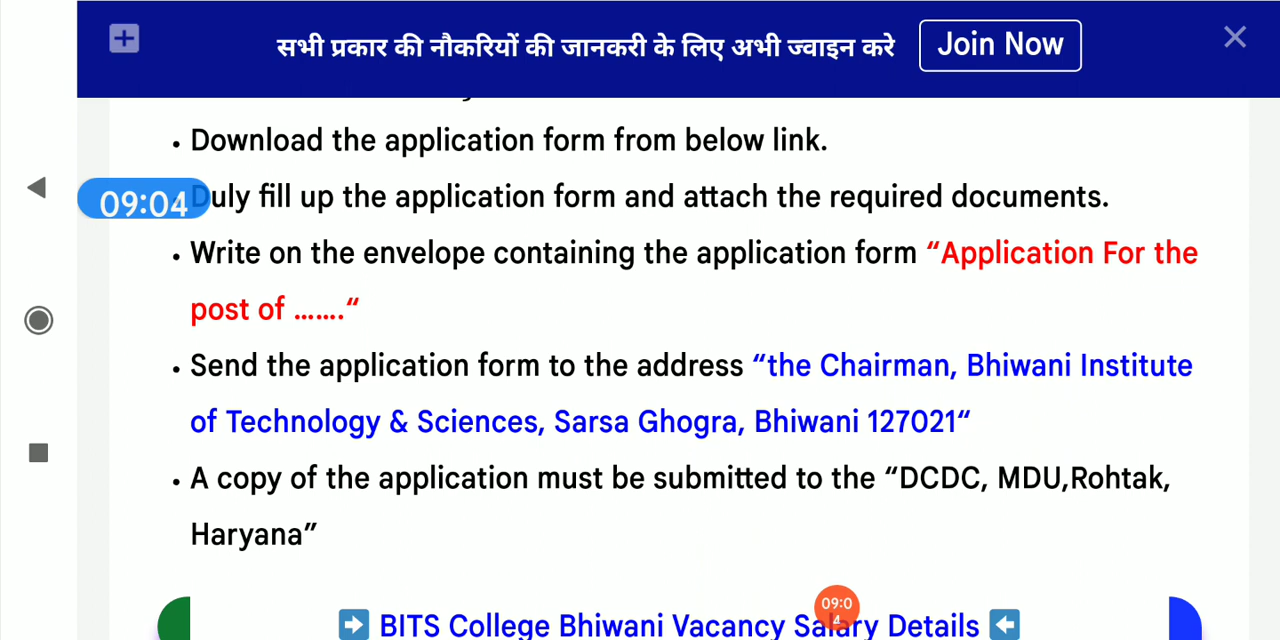 सभी प्रकार की नौकरियों की जानकरी के लिए अभी ज्वाइन करे Join Now
• Download the application form from below link.
09:04
uly fill up the application form and attach the required documents.
• Write on the envelope containing the application form “Application For the
post of …….“
• Send the application form to the address “the Chairman, Bhiwani Institute
of Technology & Sciences, Sarsa Ghogra, Bhiwani 127021“
• A copy of the application must be submitted to the “DCDC, MDU,Rohtak,
Haryana”
➡ BITS College Bhiwani Vacancy Salary Details ⬅
09:0
4